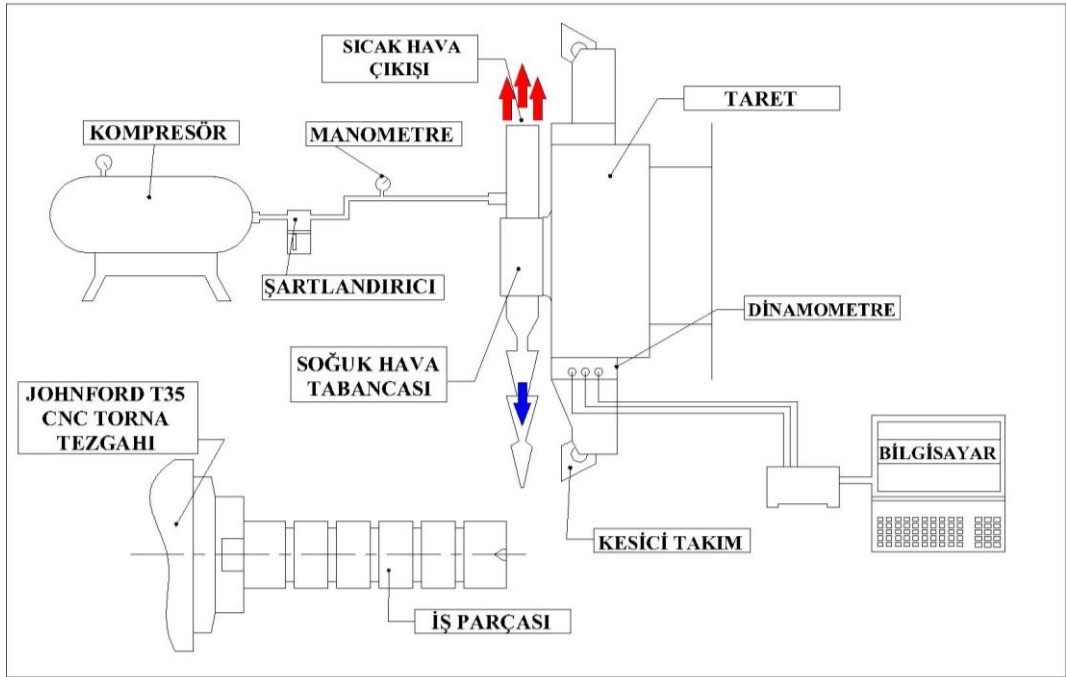 SICAK HAVA
ÇIKIŞI
TARET
KOMPRESÖR
MANOMETRE
ŞARTLANDIRICI
DİNAMOMETRE
SOĞUK HAVA
TABANCASI
JOHNFORD T35
CNC TORNA
TEZGAHI
BİLGİSAYAR
KESİCİ TAKIM
İŞ PARÇASI